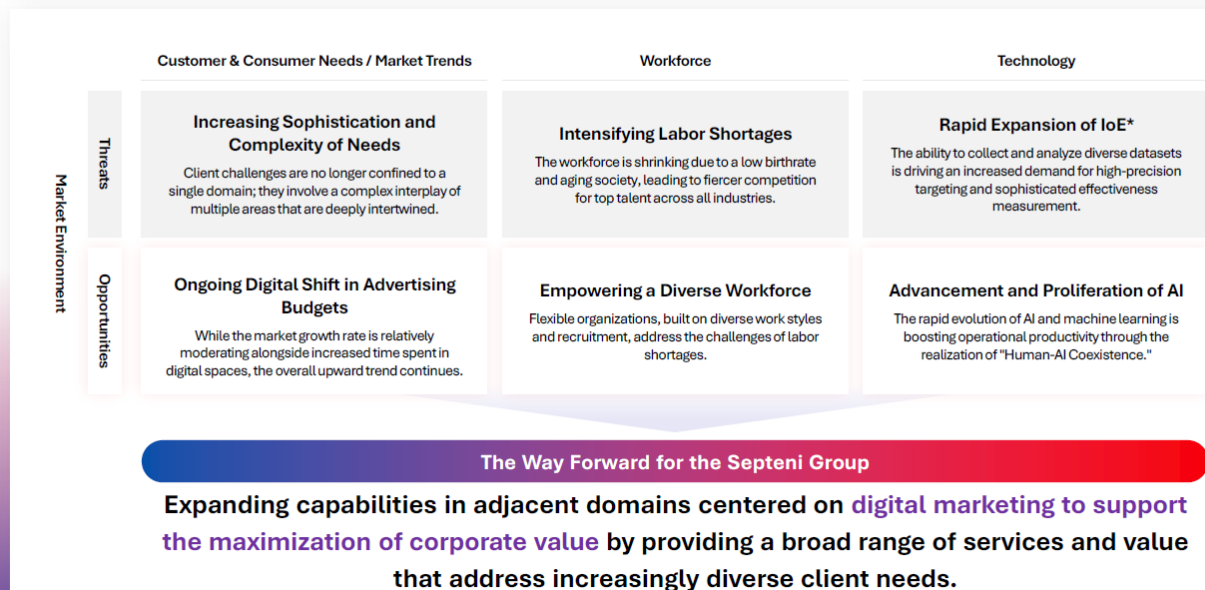 Customer & Consumer Needs / Market Trends
Workforce
Technology
Market Environment
Threats
Increasing Sophistication and
Complexity of Needs
Client challenges are no longer confined to a
single domain; they involve a complex interplay of
multiple areas that are deeply intertwined.
Intensifying Labor Shortages
The workforce is shrinking due to a low birthrate
and aging society, leading to fiercer competition
for top talent across all industries.
Rapid Expansion of IoE*
The ability to collect and analyze diverse datasets
is driving an increased demand for high-precision
targeting and sophisticated effectiveness
measurement.
Opportunities
Ongoing Digital Shift in Advertising
Budgets
While the market growth rate is relatively
moderating alongside increased time spent in
digital spaces, the overall upward trend continues.
Empowering a Diverse Workforce
Flexible organizations, built on diverse work styles
and recruitment, address the challenges of labor
shortages.
Advancement and Proliferation of AI
The rapid evolution of AI and machine learning is
boosting operational productivity through the
realization of "Human-AI Coexistence."
The Way Forward for the Septeni Group
Expanding capabilities in adjacent domains centered on digital marketing to support
the maximization of corporate value by providing a broad range of services and value
that address increasingly diverse client needs.